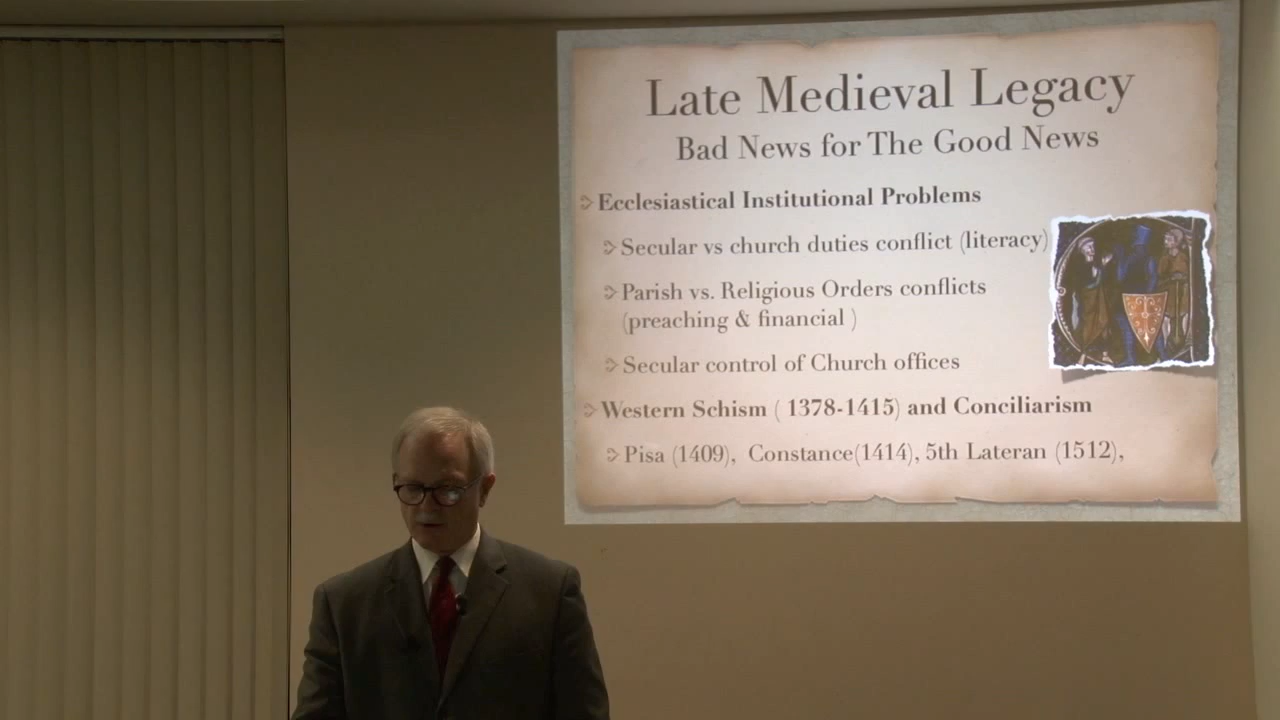 Late Medieval Legacy
Bad News for The Good News
Ecclesiastical Institutional Problems
Secular vs church duties conflict (literacy)
Parish vs. Religious Orders conflicts
(preaching & financial )
Secular control of Church offices
Western Schism ( 1378-1415) and Conciliarism
Pisa (1409), Constance(1414), 5th Lateran (1512),